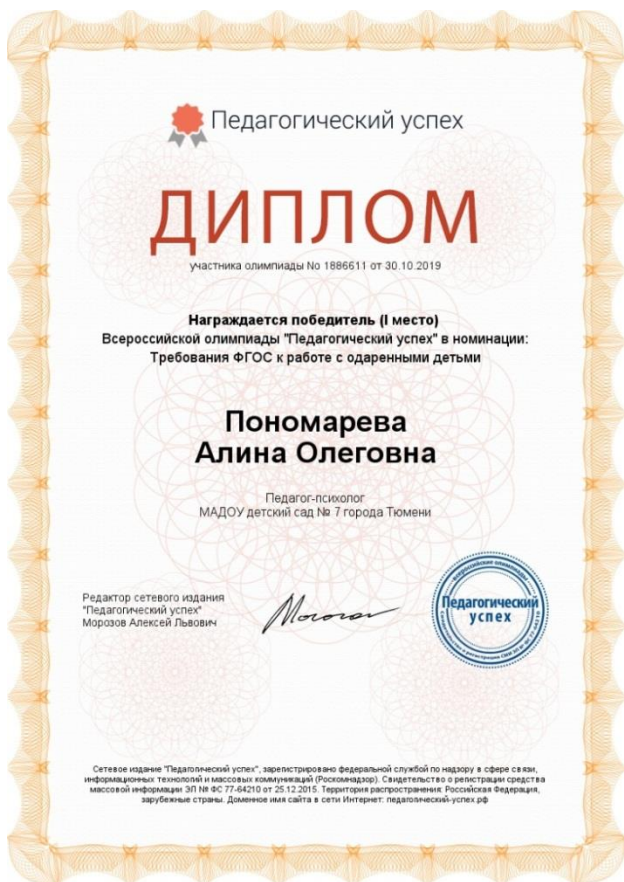 Педагогический успех
ДИПЛОМ
участника олимпиады No 1886611 от 30.10.2019
Награждается победитель (I место)
Всероссийской олимпиады "Педагогический успех" в номинации:
Требования ФГОС к работе с одаренными детьми
Пономарева
Алина Олеговна
Педагог-психолог
МАДОУ детский сад № 7 города Тюмени
Редактор сетевого издания
"Педагогический успех"
Морозов Алексей Львович
всероссийские олимпиады
Педагогический
успех
Сетевое издание "Педагогический успех", зарегистрировано федеральной службой по надзору в сфере связи,
информационных технологий и массовых коммуникаций (Роскомнадзор). Свидетельство о регистрации средства
массовой информации ЭЛ № ФС 77-64210 от 25.12.2015. Территория распространения: Российская Федерация,
зарубежные страны. Доменное имя сайта в сети Интернет: педагогический-успех.рф